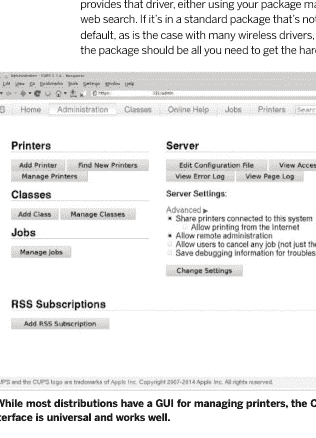 provides that driver, either using your package ma
web search. If it's in a standard package that's not
default, as is the case with many wireless drivers,
the package should be all you need to get the hard
Home Administration Classes Online Help Jobs Printers Searc
Printers
Add Printer Find New Printers
Manage Printers
Classes
Add Class Manage Classes
Jobs
Manage Jobs
Server
Edit Configuration File View Acces
View Error Log View Page Log
Server Settings:
Advanced ▶
Share printers connected to this system
Allow printing from the Internet
Allow remote administration
Allow users to cancel any job (not just the
Save debugging information for troubles
Change Settings
RSS Subscriptions
Add RSS Subscription
UPS and the CUPS logo are trademarks of Apple Inc. Copyright 2007-2014 Apple Inc. All rights reserved.
While most distributions have a GUI for managing printers, the C
terface is universal and works well.